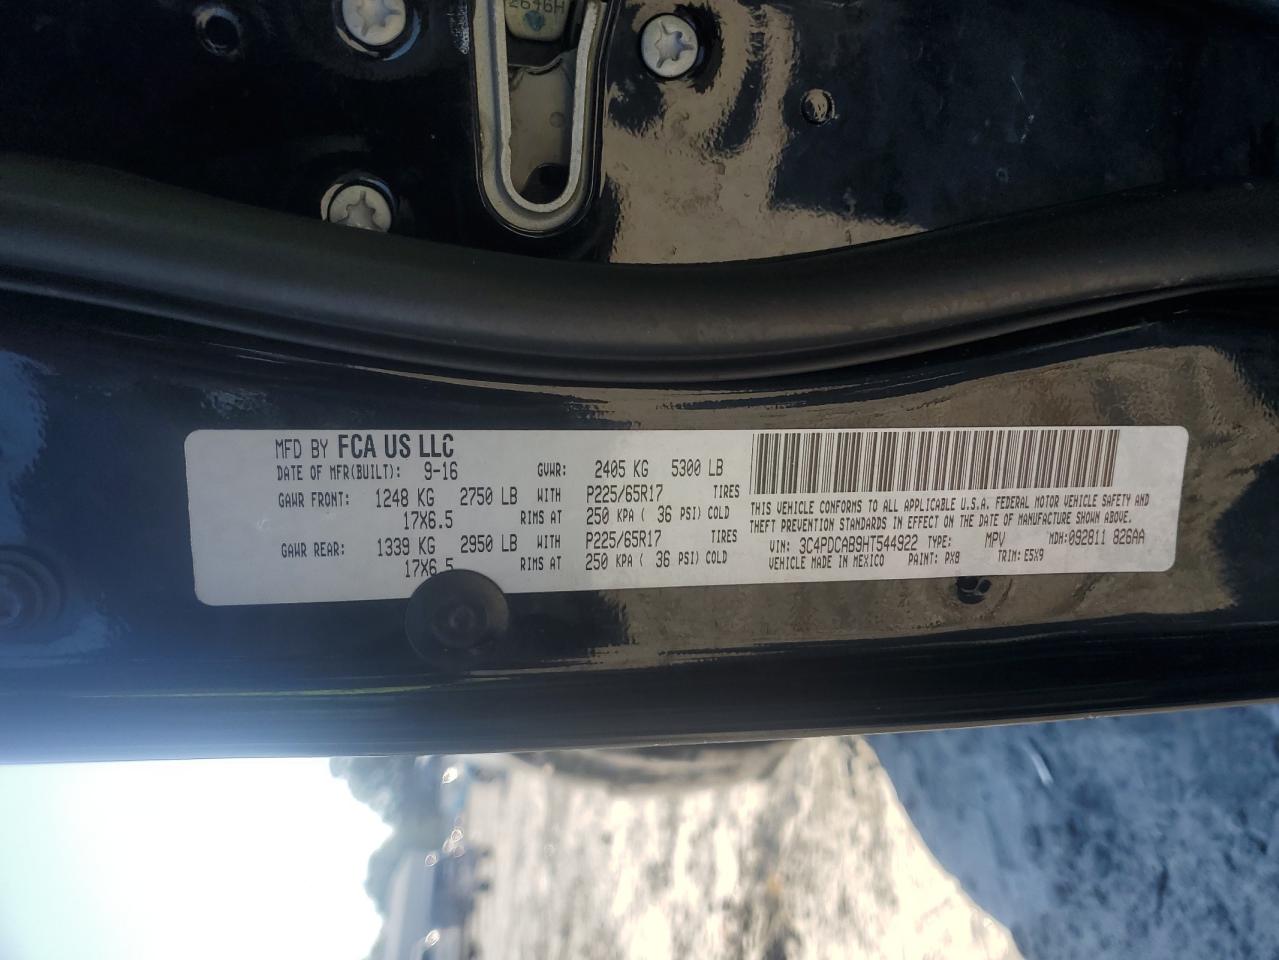 2646H
MFD BY FCA US LLC
DATE OF MFR(BUILT): 9-16 GVWR: 2405 KG 5300 LB
GAWR FRONT: 1248 KG 2750 LB WITH P225/65R17 TIRES
17X6.5 RIMS AT 250 KPA ( 36 PSI) COLD
GAWR REAR: 1339 KG 2950 LB WITH P225/65R17 TIRES
17X6.5 RIMS AT 250 KPA ( 36 PSI) COLD
THIS VEHICLE CONFORMS TO ALL APPLICABLE U.S.A. FEDERAL MOTOR VEHICLE SAFETY AND
THEFT PREVENTION STANDARDS IN EFFECT ON THE DATE OF MANUFACTURE SHOWN ABOVE.
VIN: 3C4PDCAB9HT544922 TYPE: MPV MDH:092811 826AA
VEHICLE MADE IN MEXICO PAINT: PX8 TRIM: E5X9